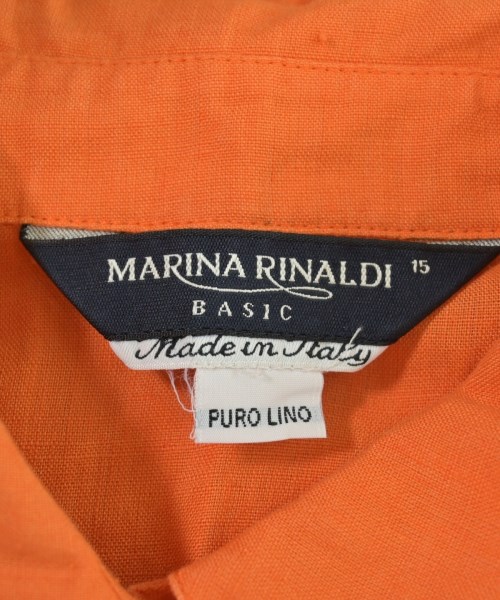 MARINA RINALDI 15
BASIC
Made in Italy
PURO LINO